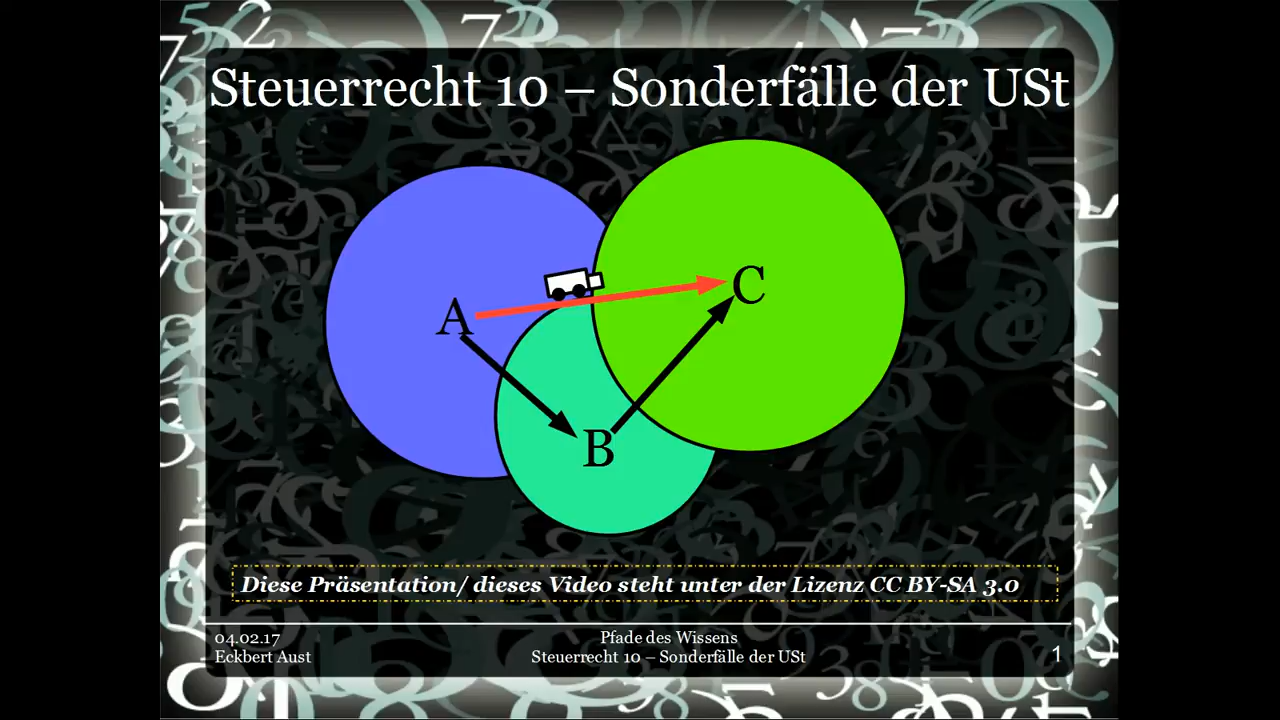 Steuerrecht 10 – Sonderfälle der USt
A
C
B
Diese Präsentation/ dieses Video steht unter der Lizenz CC BY-SA 3.0
04.02.17
Eckbert Aust
Pfade des Wissens
Steuerrecht 10 – Sonderfälle der USt
1